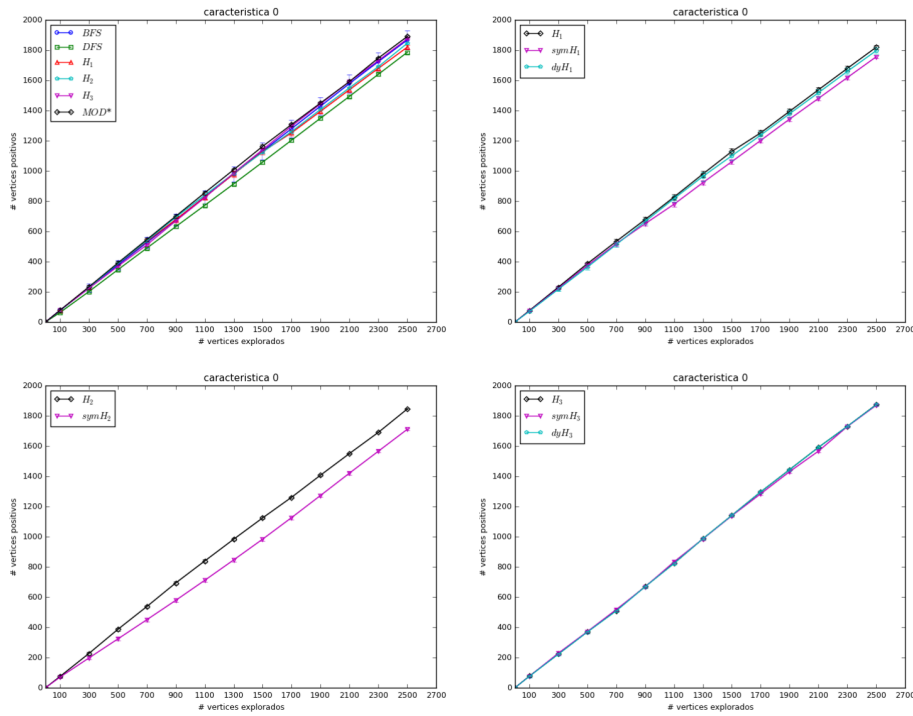 caracteristica 0
2000
1800
1600
1400
1200
1000
800
600
400
200
0
# vertices positivos
BFS
DFS
H1
H2
H3
MOD*
100 300 500 700 900 1100 1300 1500 1700 1900 2100 2300 2500 2700
# vertices explorados
caracteristica 0
2000
1800
1600
1400
1200
1000
800
600
400
200
0
# vertices positivos
H1
symH1
dyH1
100 300 500 700 900 1100 1300 1500 1700 1900 2100 2300 2500 2700
# vertices explorados
caracteristica 0
2000
1800
1600
1400
1200
1000
800
600
400
200
0
# vertices positivos
H2
symH2
100 300 500 700 900 1100 1300 1500 1700 1900 2100 2300 2500 2700
# vertices explorados
caracteristica 0
2000
1800
1600
1400
1200
1000
800
600
400
200
0
# vertices positivos
H3
symH3
dyH3
100 300 500 700 900 1100 1300 1500 1700 1900 2100 2300 2500 2700
# vertices explorados